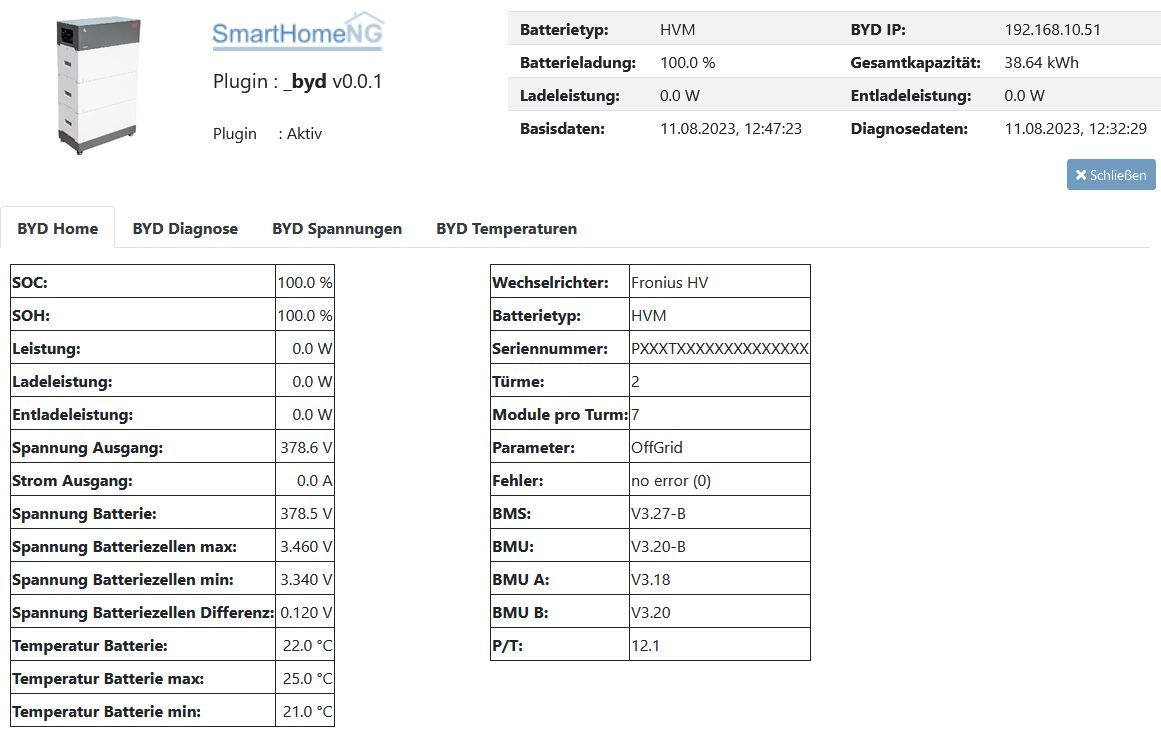 SmartHomeNG
Plugin : _byd v0.0.1
Plugin : Aktiv
Batterietyp: HVM BYD IP: 192.168.10.51
Batterieladung: 100.0 % Gesamtkapazität: 38.64 kWh
Ladeleistung: 0.0 W Entladeleistung: 0.0 W
Basisdaten: 11.08.2023, 12:47:23 Diagnosedaten: 11.08.2023, 12:32:29
Schließen
BYD Home BYD Diagnose BYD Spannungen BYD Temperaturen
SOC: 100.0 %
SOH: 100.0 %
Leistung: 0.0 W
Ladeleistung: 0.0 W
Entladeleistung: 0.0 W
Spannung Ausgang: 378.6 V
Strom Ausgang: 0.0 A
Spannung Batterie: 378.5 V
Spannung Batteriezellen max: 3.460 V
Spannung Batteriezellen min: 3.340 V
Spannung Batteriezellen Differenz: 0.120 V
Temperatur Batterie: 22.0 °C
Temperatur Batterie max: 25.0 °C
Temperatur Batterie min: 21.0 °C
Wechselrichter: Fronius HV
Batterietyp: HVM
Seriennummer: PXXXTXXXXXXXXXXXXXX
Türme: 2
Module pro Turm: 7
Parameter: OffGrid
Fehler: no error (0)
BMS: V3.27-B
BMU: V3.20-B
BMU A: V3.18
BMU B: V3.20
P/T: 12.1